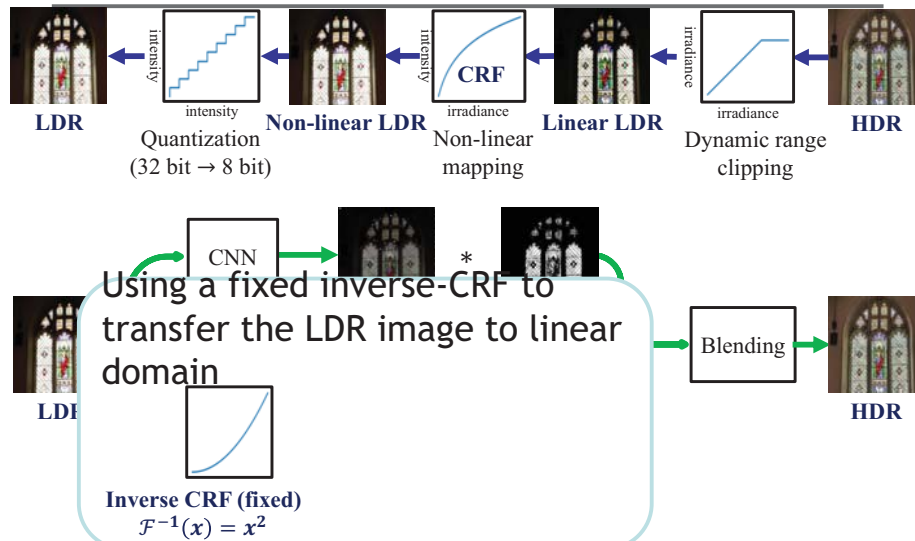 intensity
intensity
intensity
CRF
irradiance
irradiance
irradiance
LDR
Quantization
(32 bit → 8 bit)
Non-linear LDR
Non-linear
mapping
Linear LDR
Dynamic range
clipping
HDR
CNN
*
Using a fixed inverse-CRF to
transfer the LDR image to linear
domain
Blending
HDR
Inverse CRF (fixed)
ℱ⁻¹(x) = x²